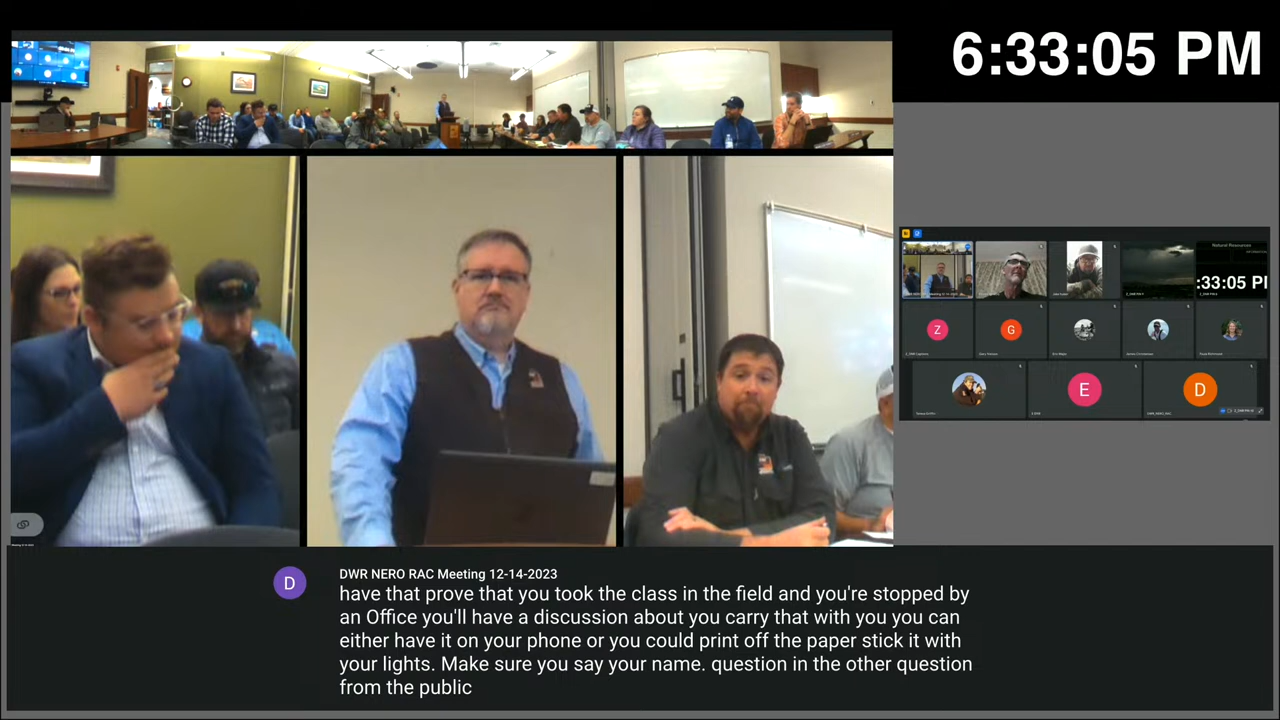 6:33:05 PM
Natural Resources
:33:05 PI
Z
G
E
D
D
DWR NERO RAC Meeting 12-14-2023
have that prove that you took the class in the field and you're stopped by
an Office you'll have a discussion about you carry that with you you can
either have it on your phone or you could print off the paper stick it with
your lights. Make sure you say your name. question in the other question
from the public